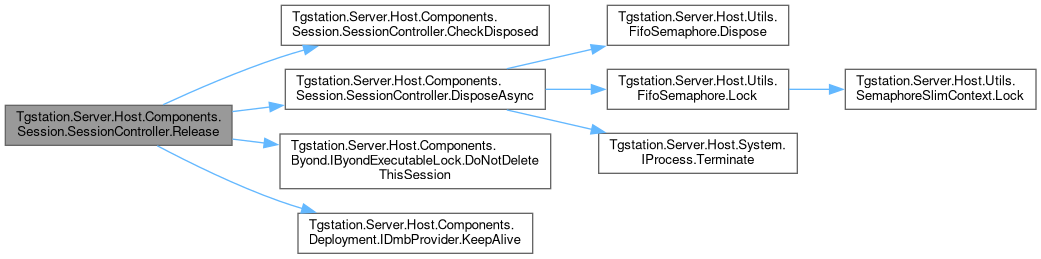 Tgstation.Server.Host.Components.
Session.SessionController.Release
Tgstation.Server.Host.Components.
Session.SessionController.CheckDisposed
Tgstation.Server.Host.Components.
Session.SessionController.DisposeAsync
Tgstation.Server.Host.Components.
Byond.IByondExecutableLock.DoNotDelete
ThisSession
Tgstation.Server.Host.Components.
Deployment.IDmbProvider.KeepAlive
Tgstation.Server.Host.Utils.
FifoSemaphore.Dispose
Tgstation.Server.Host.Utils.
FifoSemaphore.Lock
Tgstation.Server.Host.System.
IProcess.Terminate
Tgstation.Server.Host.Utils.
SemaphoreSlimContext.Lock